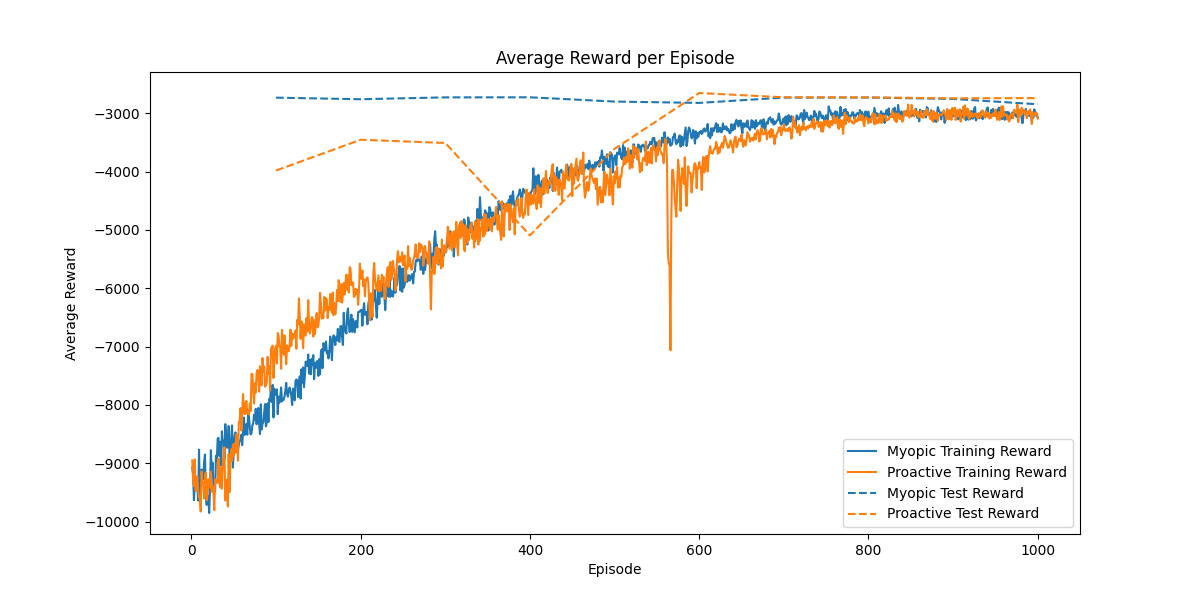 Average Reward per Episode
Average Reward
−3000
−4000
−5000
−6000
−7000
−8000
−9000
−10000
0 200 400 600 800 1000
Episode
Myopic Training Reward
Proactive Training Reward
Myopic Test Reward
Proactive Test Reward